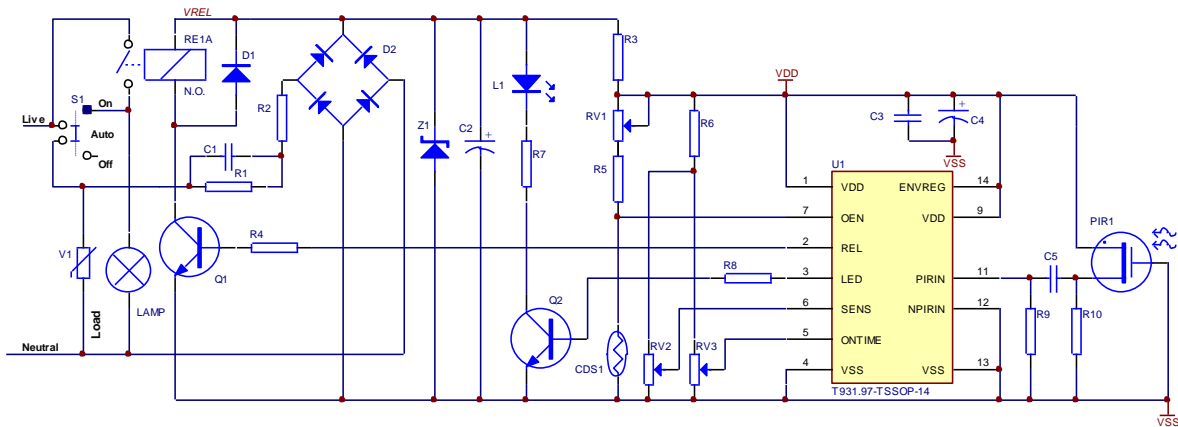 VREL
RE1A
N.O.
D1
D2
R2
S1
On
Live
Auto
Off
C1
R1
V1
Load
LAMP
Neutral
Q1
R4
Z1
C2
+
L1
R7
Q2
R8
R3
RV1
R5
R6
CDS1
RV2
RV3
VDD
C3
+
C4
VSS
U1
1 VDD ENVREG 14
7 OEN VDD 9
2 REL
3 LED PIRIN 11
6 SENS NPIRIN 12
5 ONTIME
4 VSS VSS 13
T931.97-TSSOP-14
PIR1
C5
R9
R10
VSS